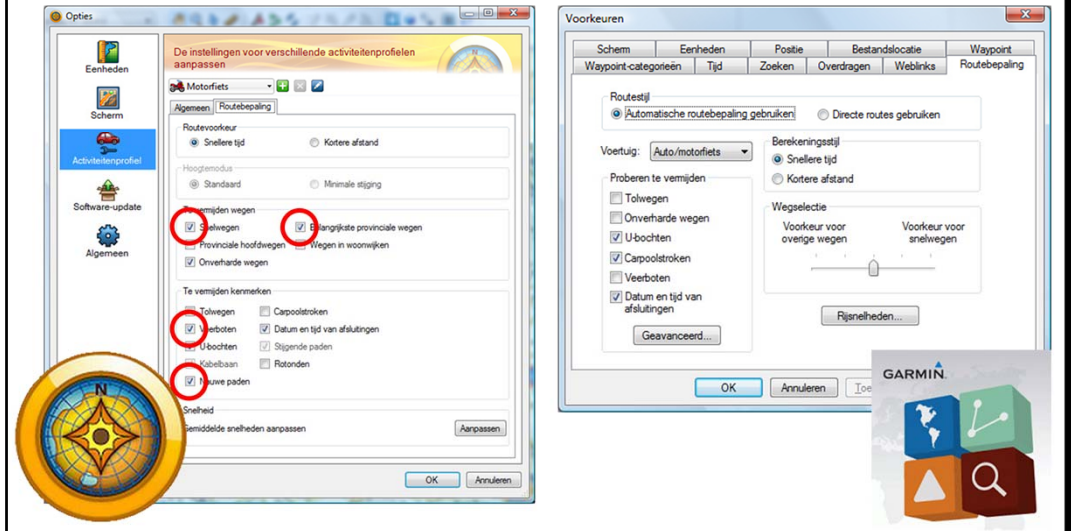 Opties
Eenheden
Scherm
Activiteitenprofiel
Software-update
Algemeen
De instellingen voor verschillende activiteitenprofielen
aanpassen
Motorfiets
Algemeen Routebepaling
Routevoorkeur
Snellere tijd Kortere afstand
Hoogtemodus
Standaard Minimale stijging
Te vermijden wegen
Snelwegen Belangrijkste provinciale wegen
Provinciale hoofdwegen Wegen in woonwijken
Onverharde wegen
Te vermijden kenmerken
Tolwegen Carpoolstroken
Veerboten Datum en tijd van afsluitingen
U-bochten Stijgende paden
Kabelbaan Rotonden
Nauwe paden
Snelheid
Gemiddelde snelheden aanpassen Aanpassen
OK Annuleren
N
Voorkeuren
Scherm Eenheden Positie Bestandslocatie Waypoint
Waypoint-categorieën Tijd Zoeken Overdragen Weblinks Routebepaling
Routestijl
Automatische routebepaling gebruiken Directe routes gebruiken
Voertuig: Auto/motorfiets
Berekeningsstijl
Snellere tijd
Kortere afstand
Proberen te vermijden
Tolwegen
Onverharde wegen
U-bochten
Carpoolstroken
Veerboten
Datum en tijd van
afsluitingen
Geavanceerd...
Wegselectie
Voorkeur voor
overige wegen
Voorkeur voor
snelwegen
Rijsnelheden...
OK Annuleren Toe
GARMIN